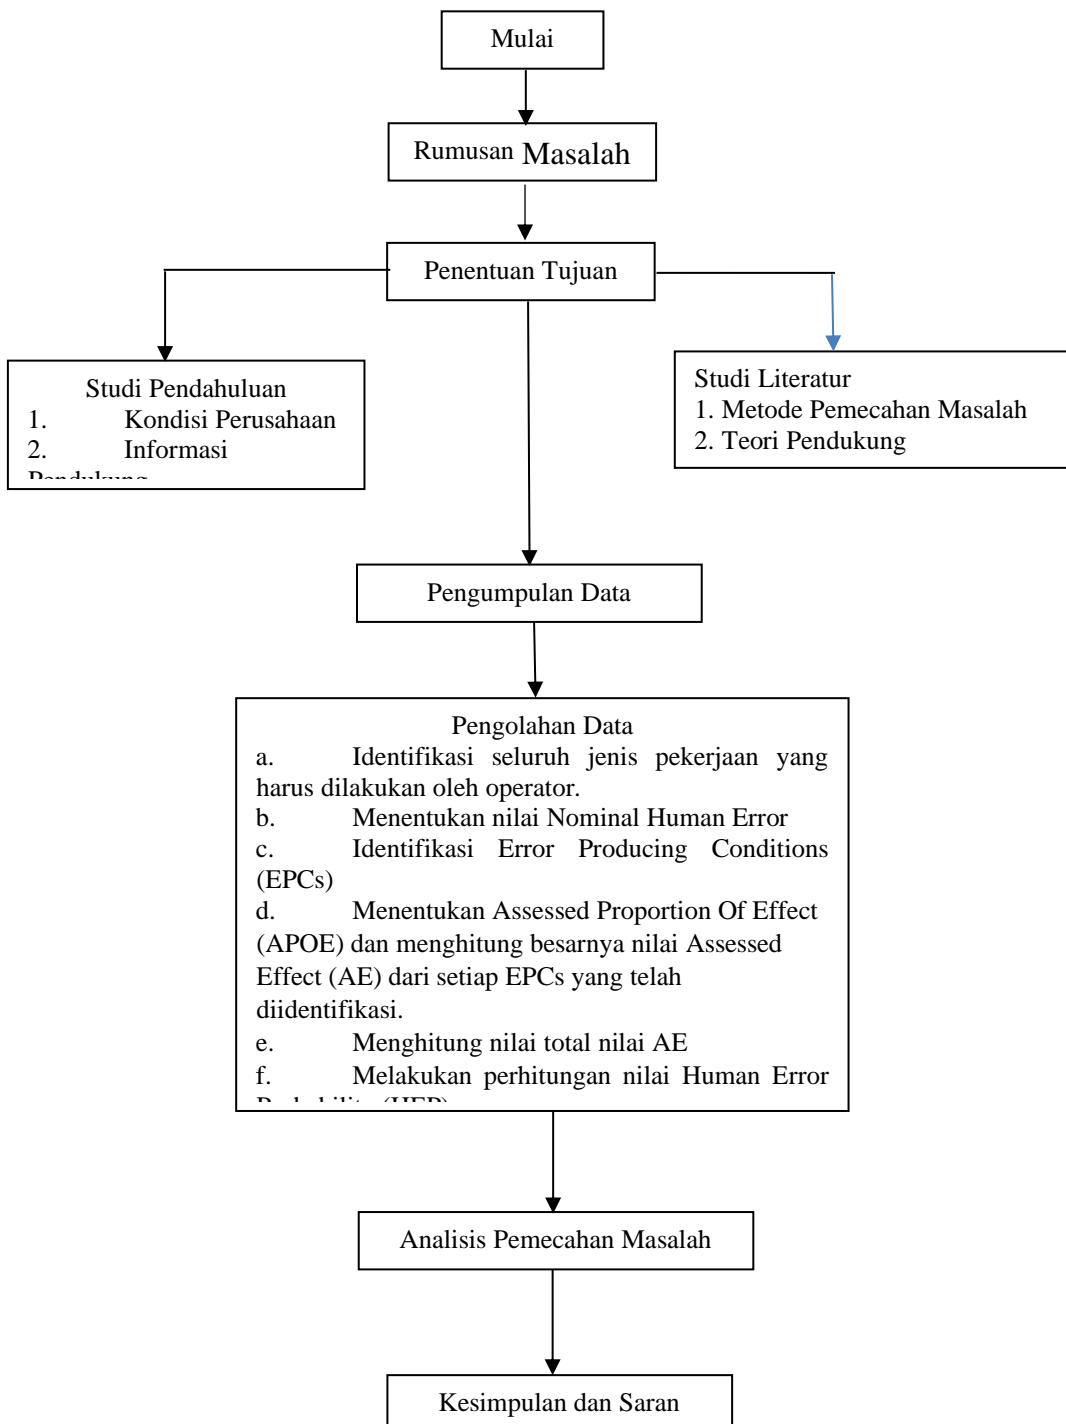 Mulai
Rumusan Masalah
Penentuan Tujuan
Studi Pendahuluan
1. Kondisi Perusahaan
2. Informasi
Studi Literatur
1. Metode Pemecahan Masalah
2. Teori Pendukung
Pengumpulan Data
Pengolahan Data
a. Identifikasi seluruh jenis pekerjaan yang
harus dilakukan oleh operator.
b. Menentukan nilai Nominal Human Error
c. Identifikasi Error Producing Conditions
(EPCs)
d. Menentukan Assessed Proportion Of Effect
(APOE) dan menghitung besarnya nilai Assessed
Effect (AE) dari setiap EPCs yang telah
diidentifikasi.
e. Menghitung nilai total nilai AE
f. Melakukan perhitungan nilai Human Error
Analisis Pemecahan Masalah
Kesimpulan dan Saran